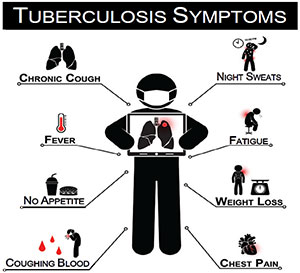 TUBERCULOSIS SYMPTOMS
CHRONIC COUGH
NIGHT SWEATS
FEVER
FATIGUE
NO APPETITE
WEIGHT LOSS
COUGHING BLOOD
CHEST PAIN